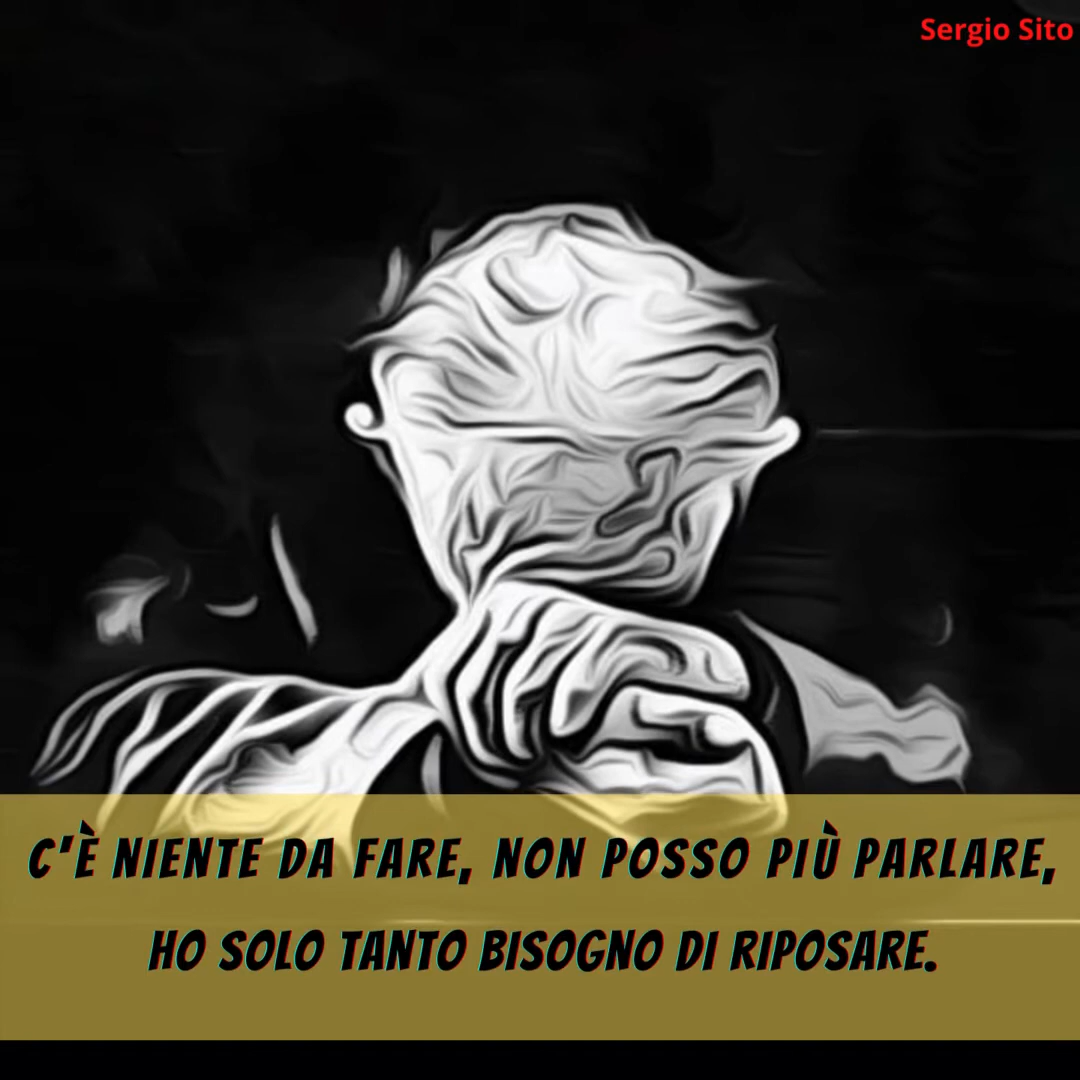 Sergio Sito
C'È NIENTE DA FARE, NON POSSO PIÙ PARLARE,
HO SOLO TANTO BISOGNO DI RIPOSARE.